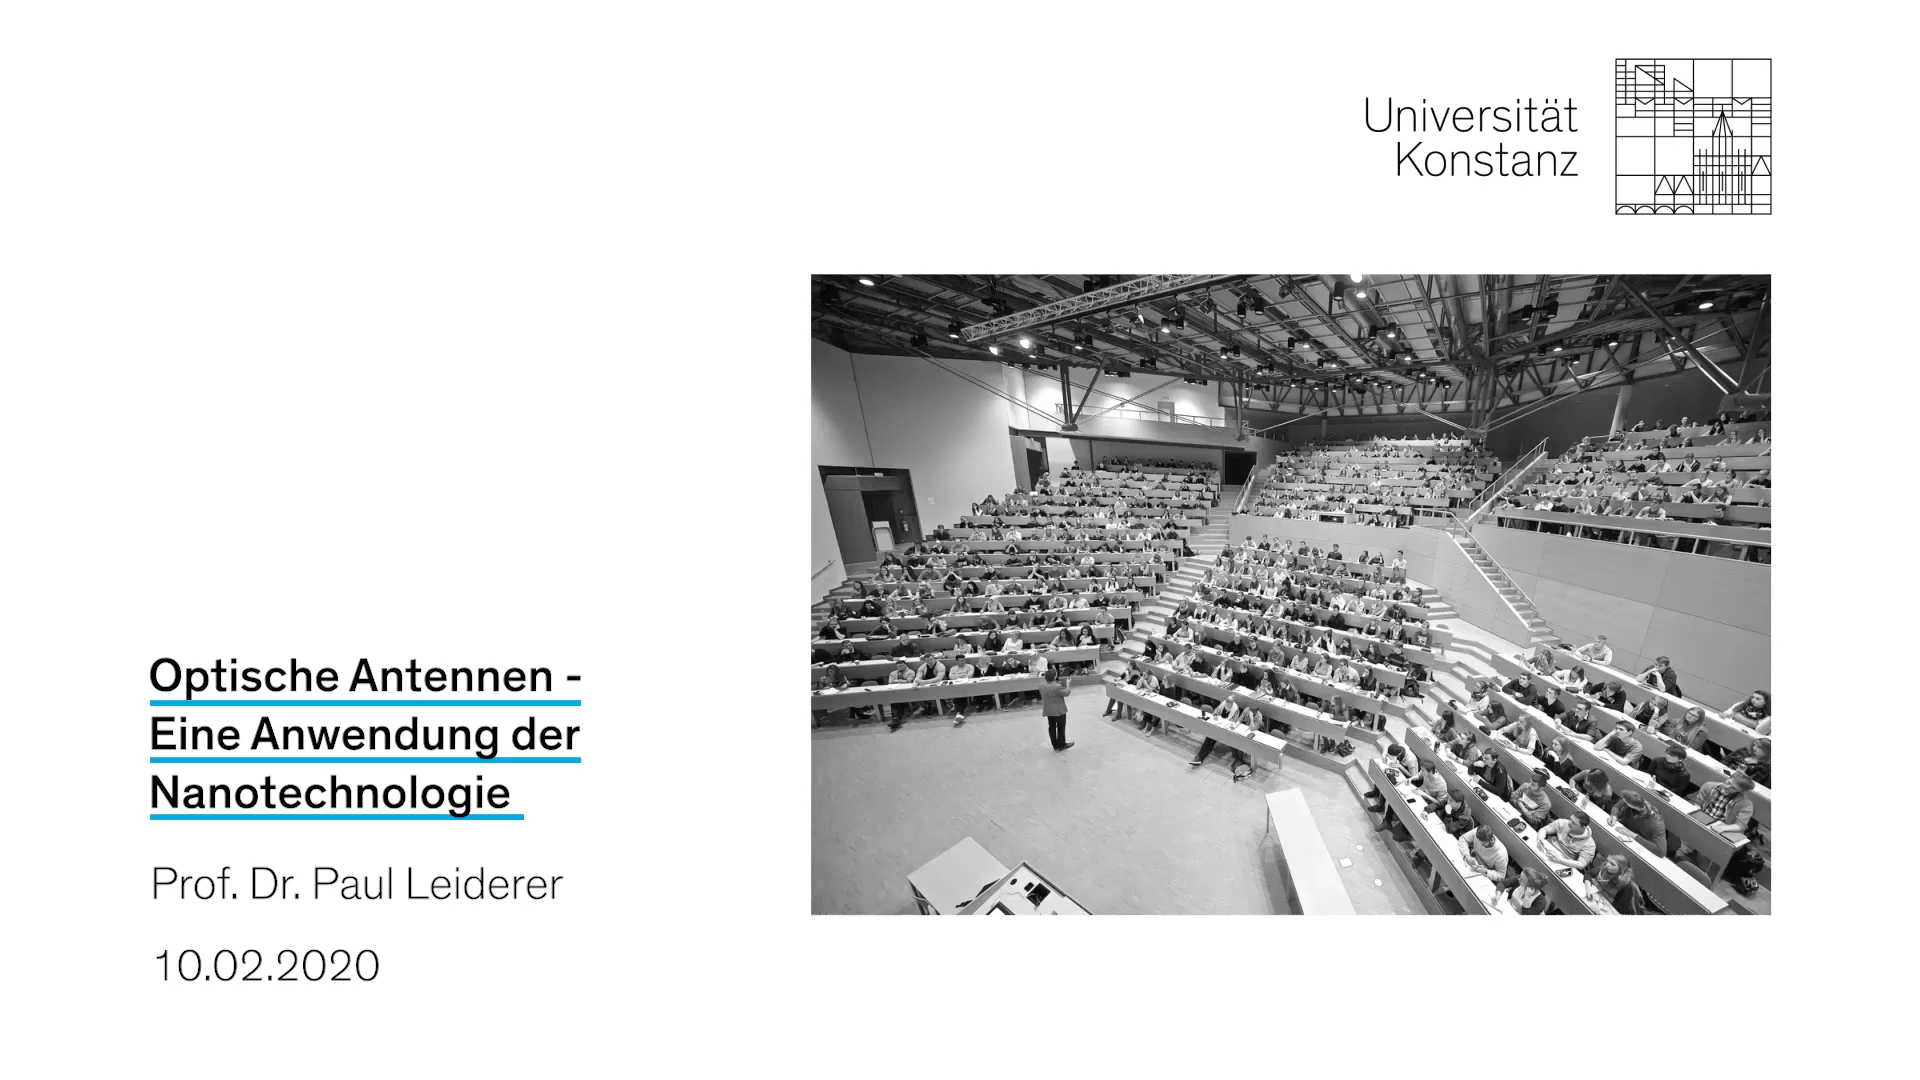 Universität
Konstanz
Optische Antennen -
Eine Anwendung der
Nanotechnologie
Prof. Dr. Paul Leiderer
10.02.2020